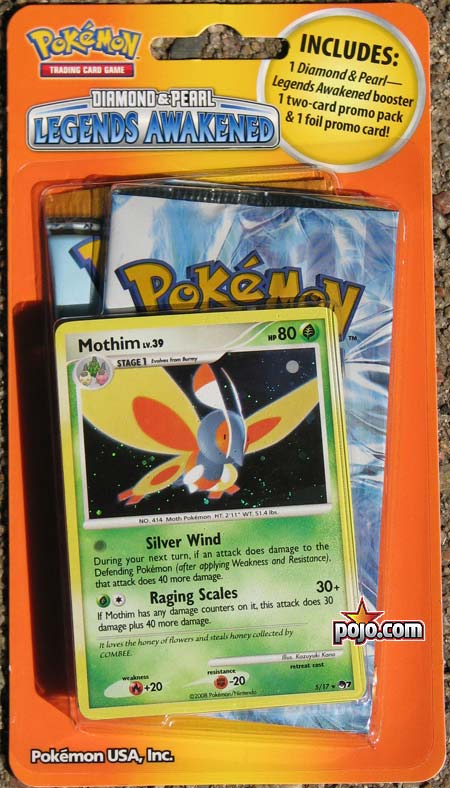 Pokémon
TRADING CARD GAME
DIAMOND & PEARL
LEGENDS AWAKENED
INCLUDES:
1 Diamond & Pearl—
Legends Awakened booster
1 two-card promo pack
& 1 foil promo card!
POKéMON
TM
Mothim LV.39
HP 80
STAGE 1 Evolves from Burmy
NO. 414 Moth Pokémon HT: 2'11" WT: 51.4 lbs.
Silver Wind
During your next turn, if an attack does damage to the
Defending Pokémon (after applying Weakness and Resistance),
that attack does 40 more damage.
Raging Scales 30+
If Mothim has any damage counters on it, this attack does 30
damage plus 40 more damage.
It loves the honey of flowers and steals honey collected by
COMBEE.
Illus. Kazuyuki Kano
weakness
+20
resistance
-20
retreat cost
©2008 Pokémon/Nintendo
5/17
pojo.com
Pokémon USA, Inc.